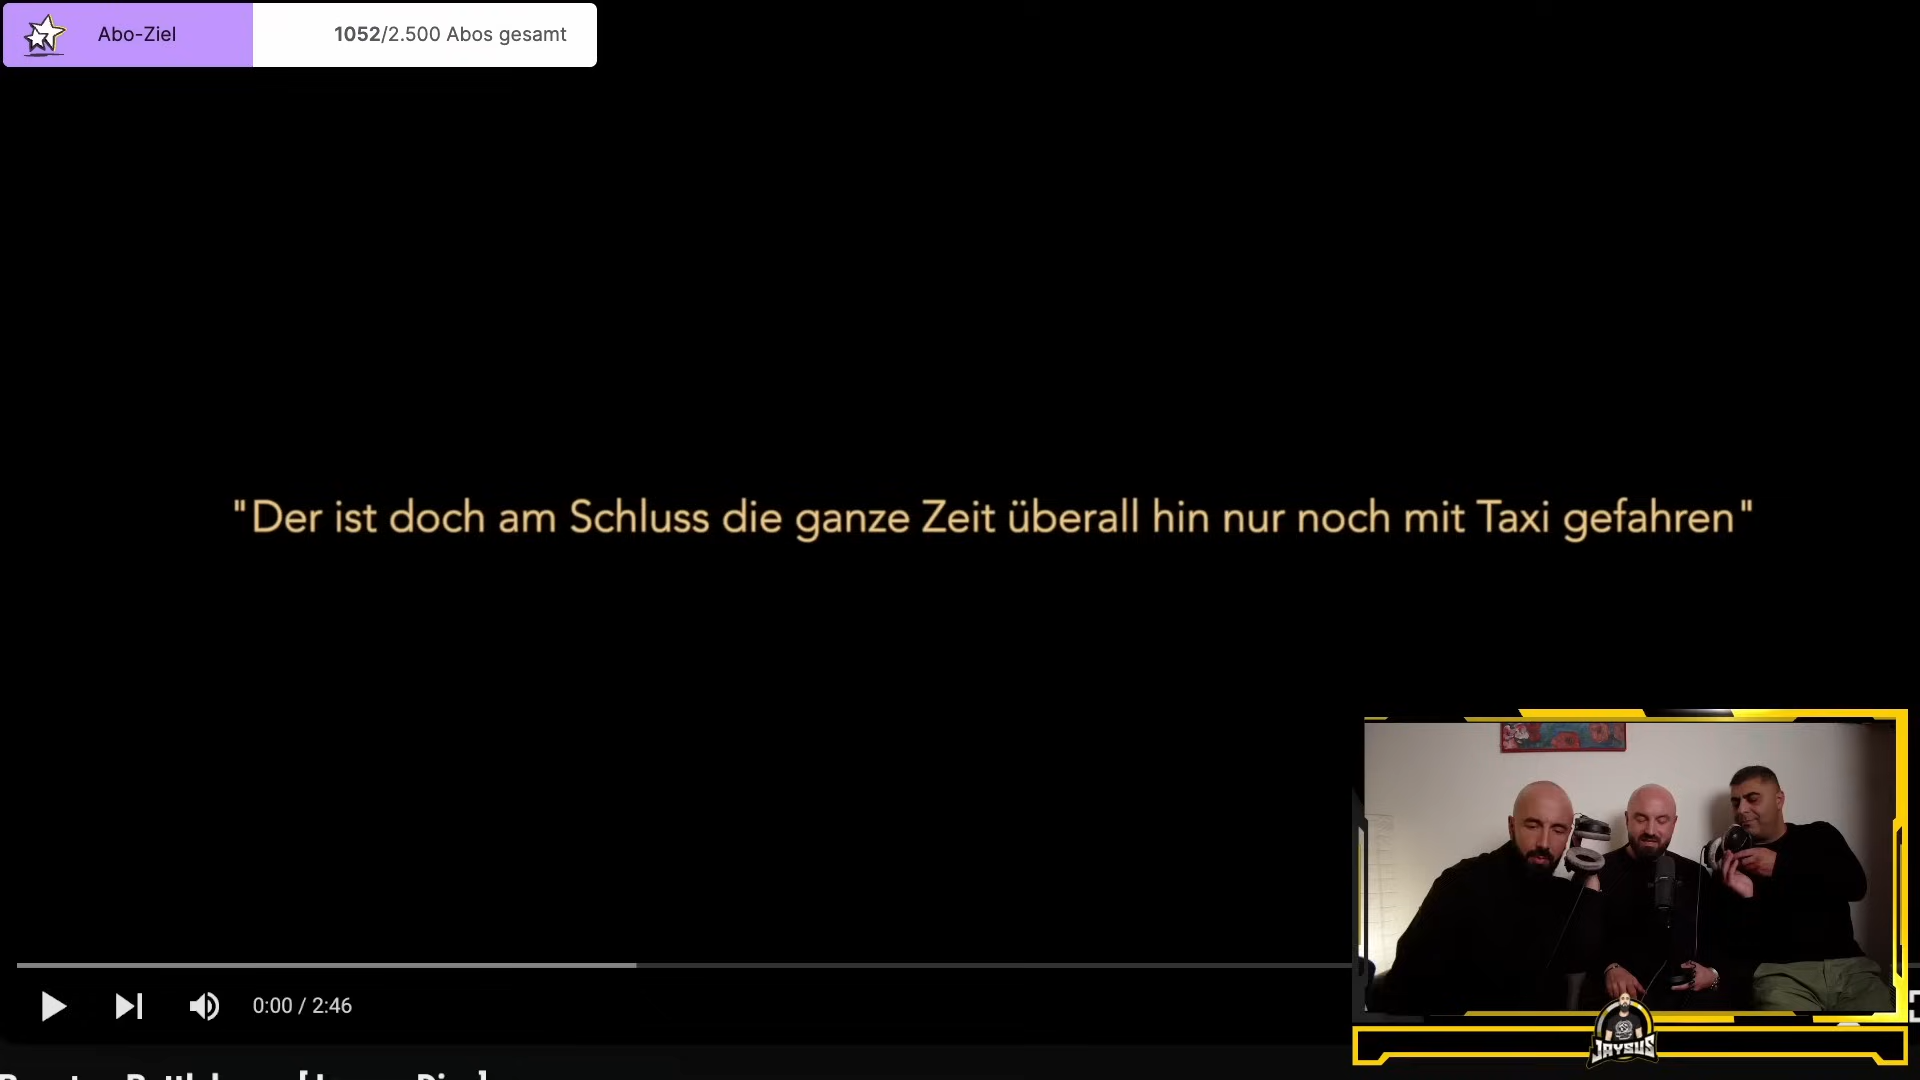 Abo-Ziel
1052/2.500 Abos gesamt
"Der ist doch am Schluss die ganze Zeit überall hin nur noch mit Taxi gefahren"
0:00 / 2:46
JAYSUS